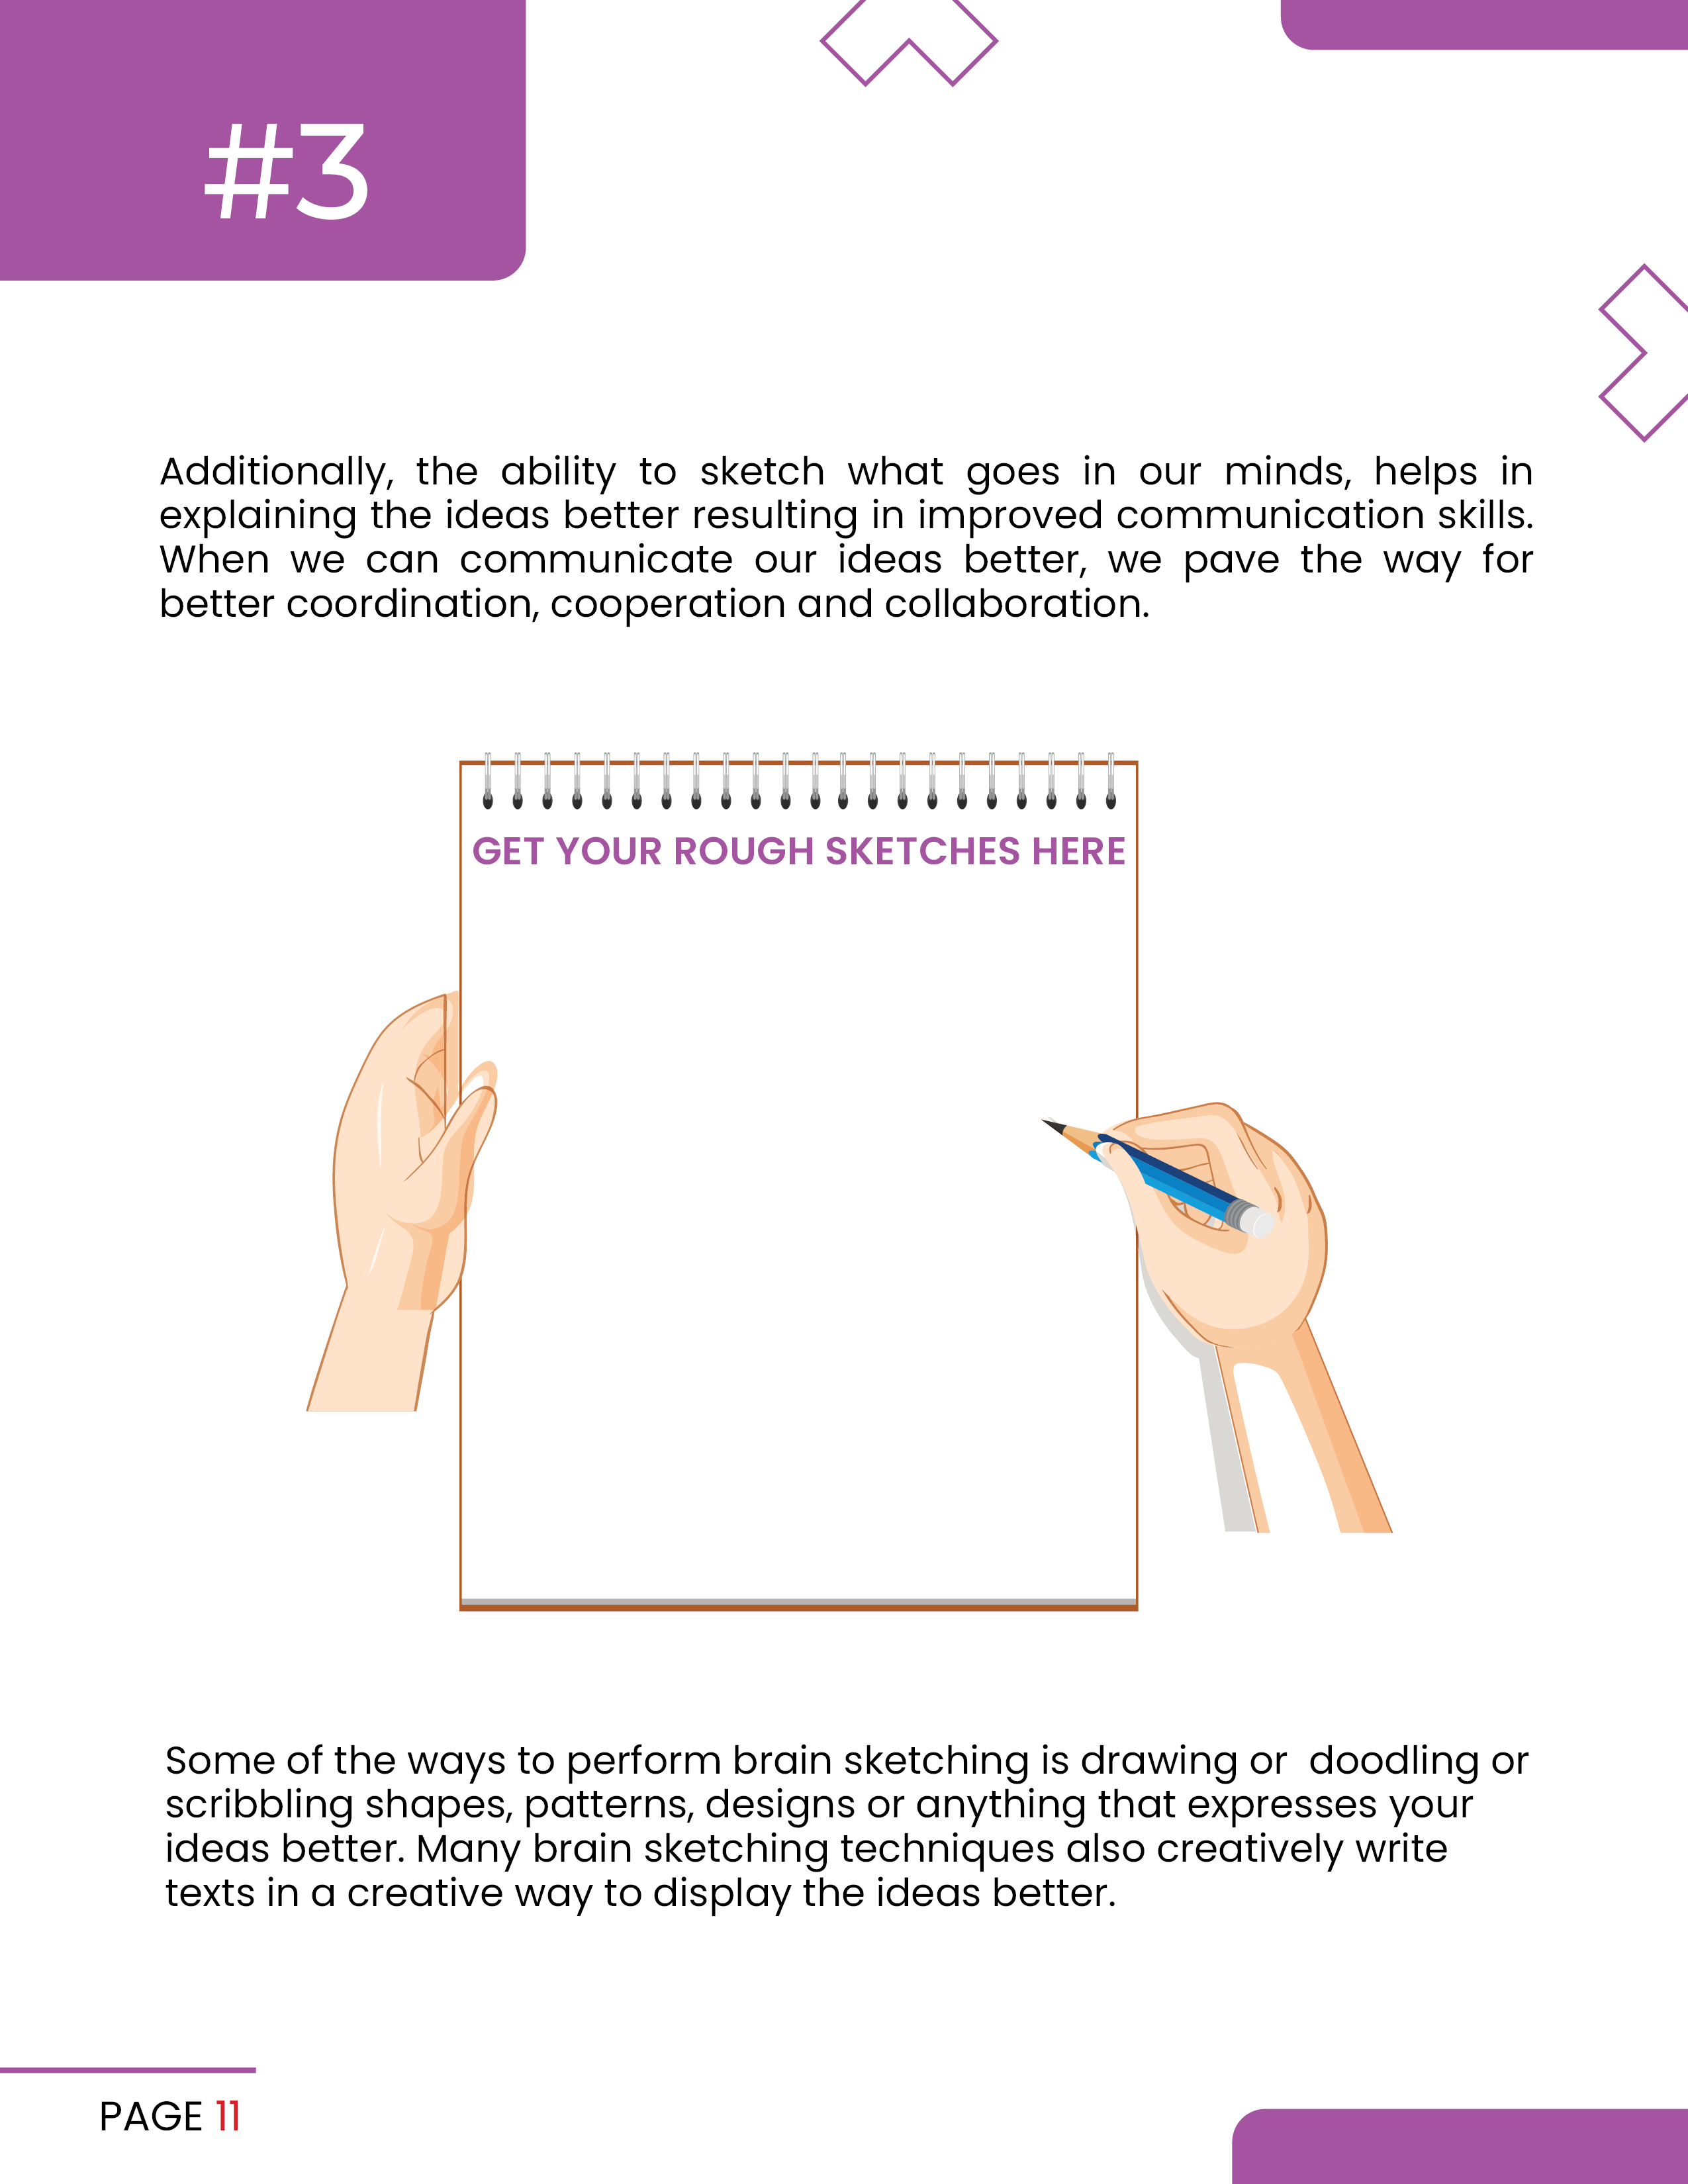 #3
Additionally, the ability to sketch what goes in our minds, helps in
explaining the ideas better resulting in improved communication skills.
When we can communicate our ideas better, we pave the way for
better coordination, cooperation and collaboration.
GET YOUR ROUGH SKETCHES HERE
Some of the ways to perform brain sketching is drawing or  doodling or
scribbling shapes, patterns, designs or anything that expresses your
ideas better. Many brain sketching techniques also creatively write
texts in a creative way to display the ideas better.
PAGE 11